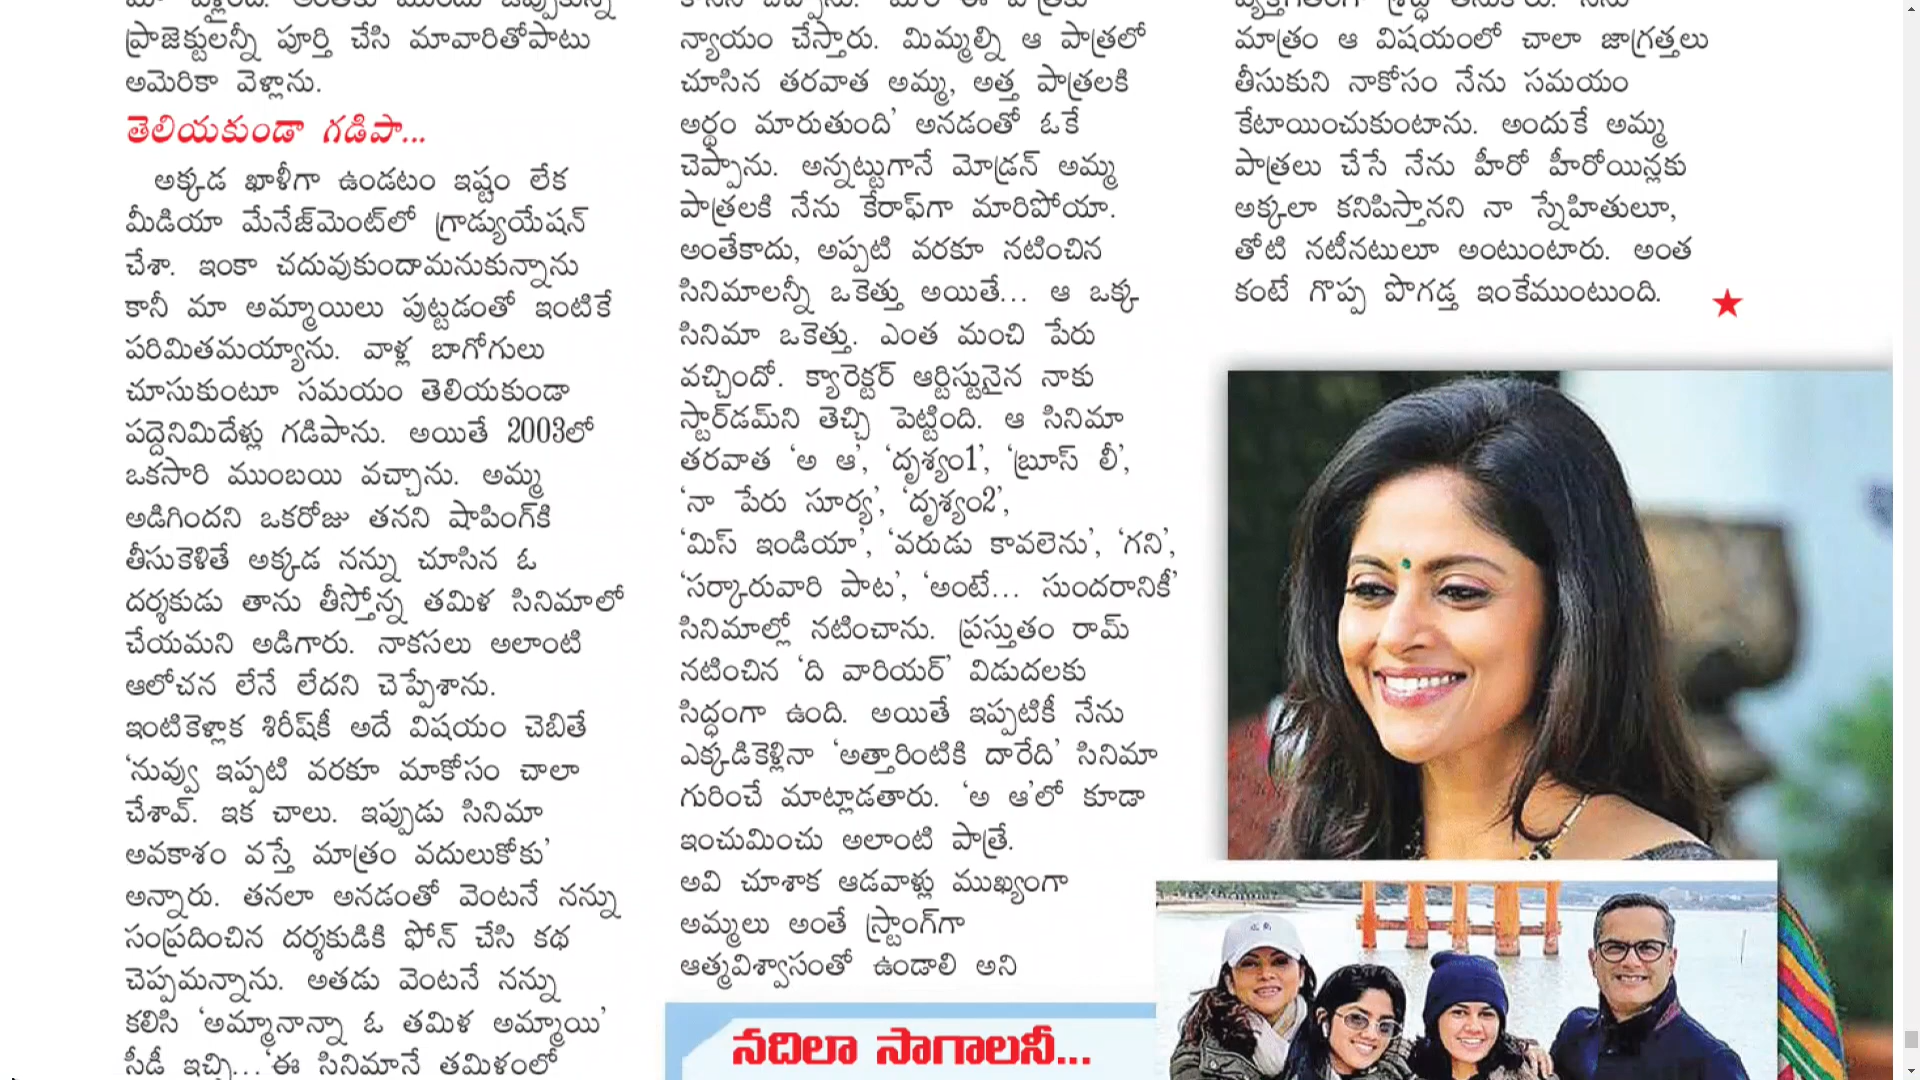 ప్రాజెక్టులన్నీ పూర్తి చేసి మావారితోపాటు
అమెరికా వెళ్లాను.
తెలియకుండా గడిపా...
అక్కడ ఖాళీగా ఉండటం ఇష్టం లేక
మీడియా మేనేజ్‌మెంట్‌లో గ్రాడ్యుయేషన్
చేశా. ఇంకా చదువుకుందామనుకున్నాను
కానీ మా అమ్మాయిలు పుట్టడంతో ఇంటికే
పరిమితమయ్యాను. వాళ్ల బాగోగులు
చూసుకుంటూ సమయం తెలియకుండా
పద్దెనిమిదేళ్లు గడిపాను. అయితే 2003లో
ఒకసారి ముంబయి వచ్చాను. అమ్మ
అడిగిందని ఒకరోజు తనని షాపింగ్‌కి
తీసుకెళితే అక్కడ నన్ను చూసిన ఓ
దర్శకుడు తాను తీస్తోన్న తమిళ సినిమాలో
చేయమని అడిగారు. నాకసలు అలాంటి
ఆలోచన లేనే లేదని చెప్పేశాను.
ఇంటికెళ్లాక శిరీష్‌కీ అదే విషయం చెబితే
‘నువ్వు ఇప్పటి వరకూ మాకోసం చాలా
చేశావ్. ఇక చాలు. ఇప్పుడు సినిమా
అవకాశం వస్తే మాత్రం వదులుకోకు’
అన్నారు. తనలా అనడంతో వెంటనే నన్ను
సంప్రదించిన దర్శకుడికి ఫోన్ చేసి కథ
చెప్పమన్నాను. అతడు వెంటనే నన్ను
కలిసి ‘అమ్మానాన్నా ఓ తమిళ అమ్మాయి’
సీడీ ఇచ్చి... ‘ఈ సినిమానే తమిళంలో
న్యాయం చేస్తారు. మిమ్మల్ని ఆ పాత్రలో
చూసిన తరవాత అమ్మ, అత్త పాత్రలకి
అర్థం మారుతుంది’ అనడంతో ఓకే
చెప్పాను. అన్నట్టుగానే మోడ్రన్ అమ్మ
పాత్రలకి నేను కేరాఫ్‌గా మారిపోయా.
అంతేకాదు, అప్పటి వరకూ నటించిన
సినిమాలన్నీ ఒకెత్తు అయితే... ఆ ఒక్క
సినిమా ఒకెత్తు. ఎంత మంచి పేరు
వచ్చిందో. క్యారెక్టర్ ఆర్టిస్టునైన నాకు
స్టార్‌డమ్‌ని తెచ్చి పెట్టింది. ఆ సినిమా
తరవాత ‘అ ఆ’, ‘దృశ్యం1’, ‘బ్రూస్ లీ’,
‘నా పేరు సూర్య’, ‘దృశ్యం2’,
‘మిస్ ఇండియా’, ‘వరుడు కావలెను’, ‘గని’,
‘సర్కారువారి పాట’, ‘అంటే... సుందరానికీ’
సినిమాల్లో నటించాను. ప్రస్తుతం రామ్
నటించిన ‘ది వారియర్’ విడుదలకు
సిద్ధంగా ఉంది. అయితే ఇప్పటికీ నేను
ఎక్కడికెళ్లినా ‘అత్తారింటికి దారేది’ సినిమా
గురించే మాట్లాడతారు. ‘అ ఆ’లో కూడా
ఇంచుమించు అలాంటి పాత్రే.
అవి చూశాక ఆడవాళ్లు ముఖ్యంగా
అమ్మలు అంతే స్ట్రాంగ్‌గా
ఆత్మవిశ్వాసంతో ఉండాలి అని
నదిలా సాగాలనీ...
మాత్రం ఆ విషయంలో చాలా జాగ్రత్తలు
తీసుకుని నాకోసం నేను సమయం
కేటాయించుకుంటాను. అందుకే అమ్మ
పాత్రలు చేసే నేను హీరో హీరోయిన్లకు
అక్కలా కనిపిస్తానని నా స్నేహితులూ,
తోటి నటీనటులూ అంటుంటారు. అంత
కంటే గొప్ప పొగడ్త ఇంకేముంటుంది.